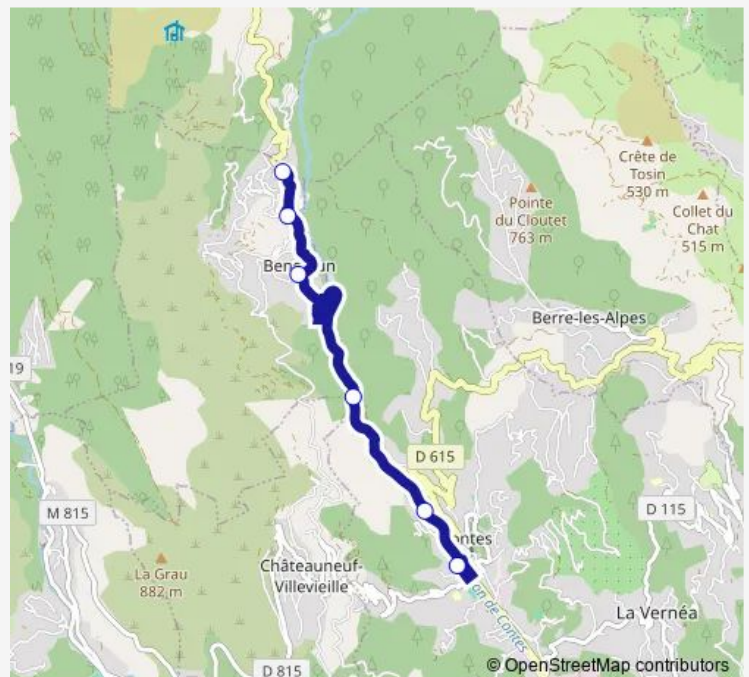 Crête de
Tosin
530 m
Pointe
du Cloutet
763 m
Collet du
Chat
515 m
Berre-les-Alpes
19
D 615
M 815
D 115
La Grau
882 m
Châteauneuf-
Villevieille
La Vernéa
D 815
© OpenStreetMap contributors